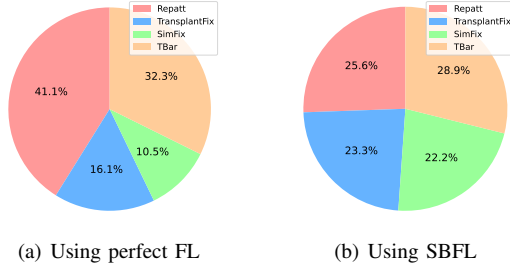 Repatt
TransplantFix
SimFix
TBar
41.1%
32.3%
10.5%
16.1%
(a) Using perfect FL
Repatt
TransplantFix
SimFix
TBar
25.6%
28.9%
23.3%
22.2%
(b) Using SBFL